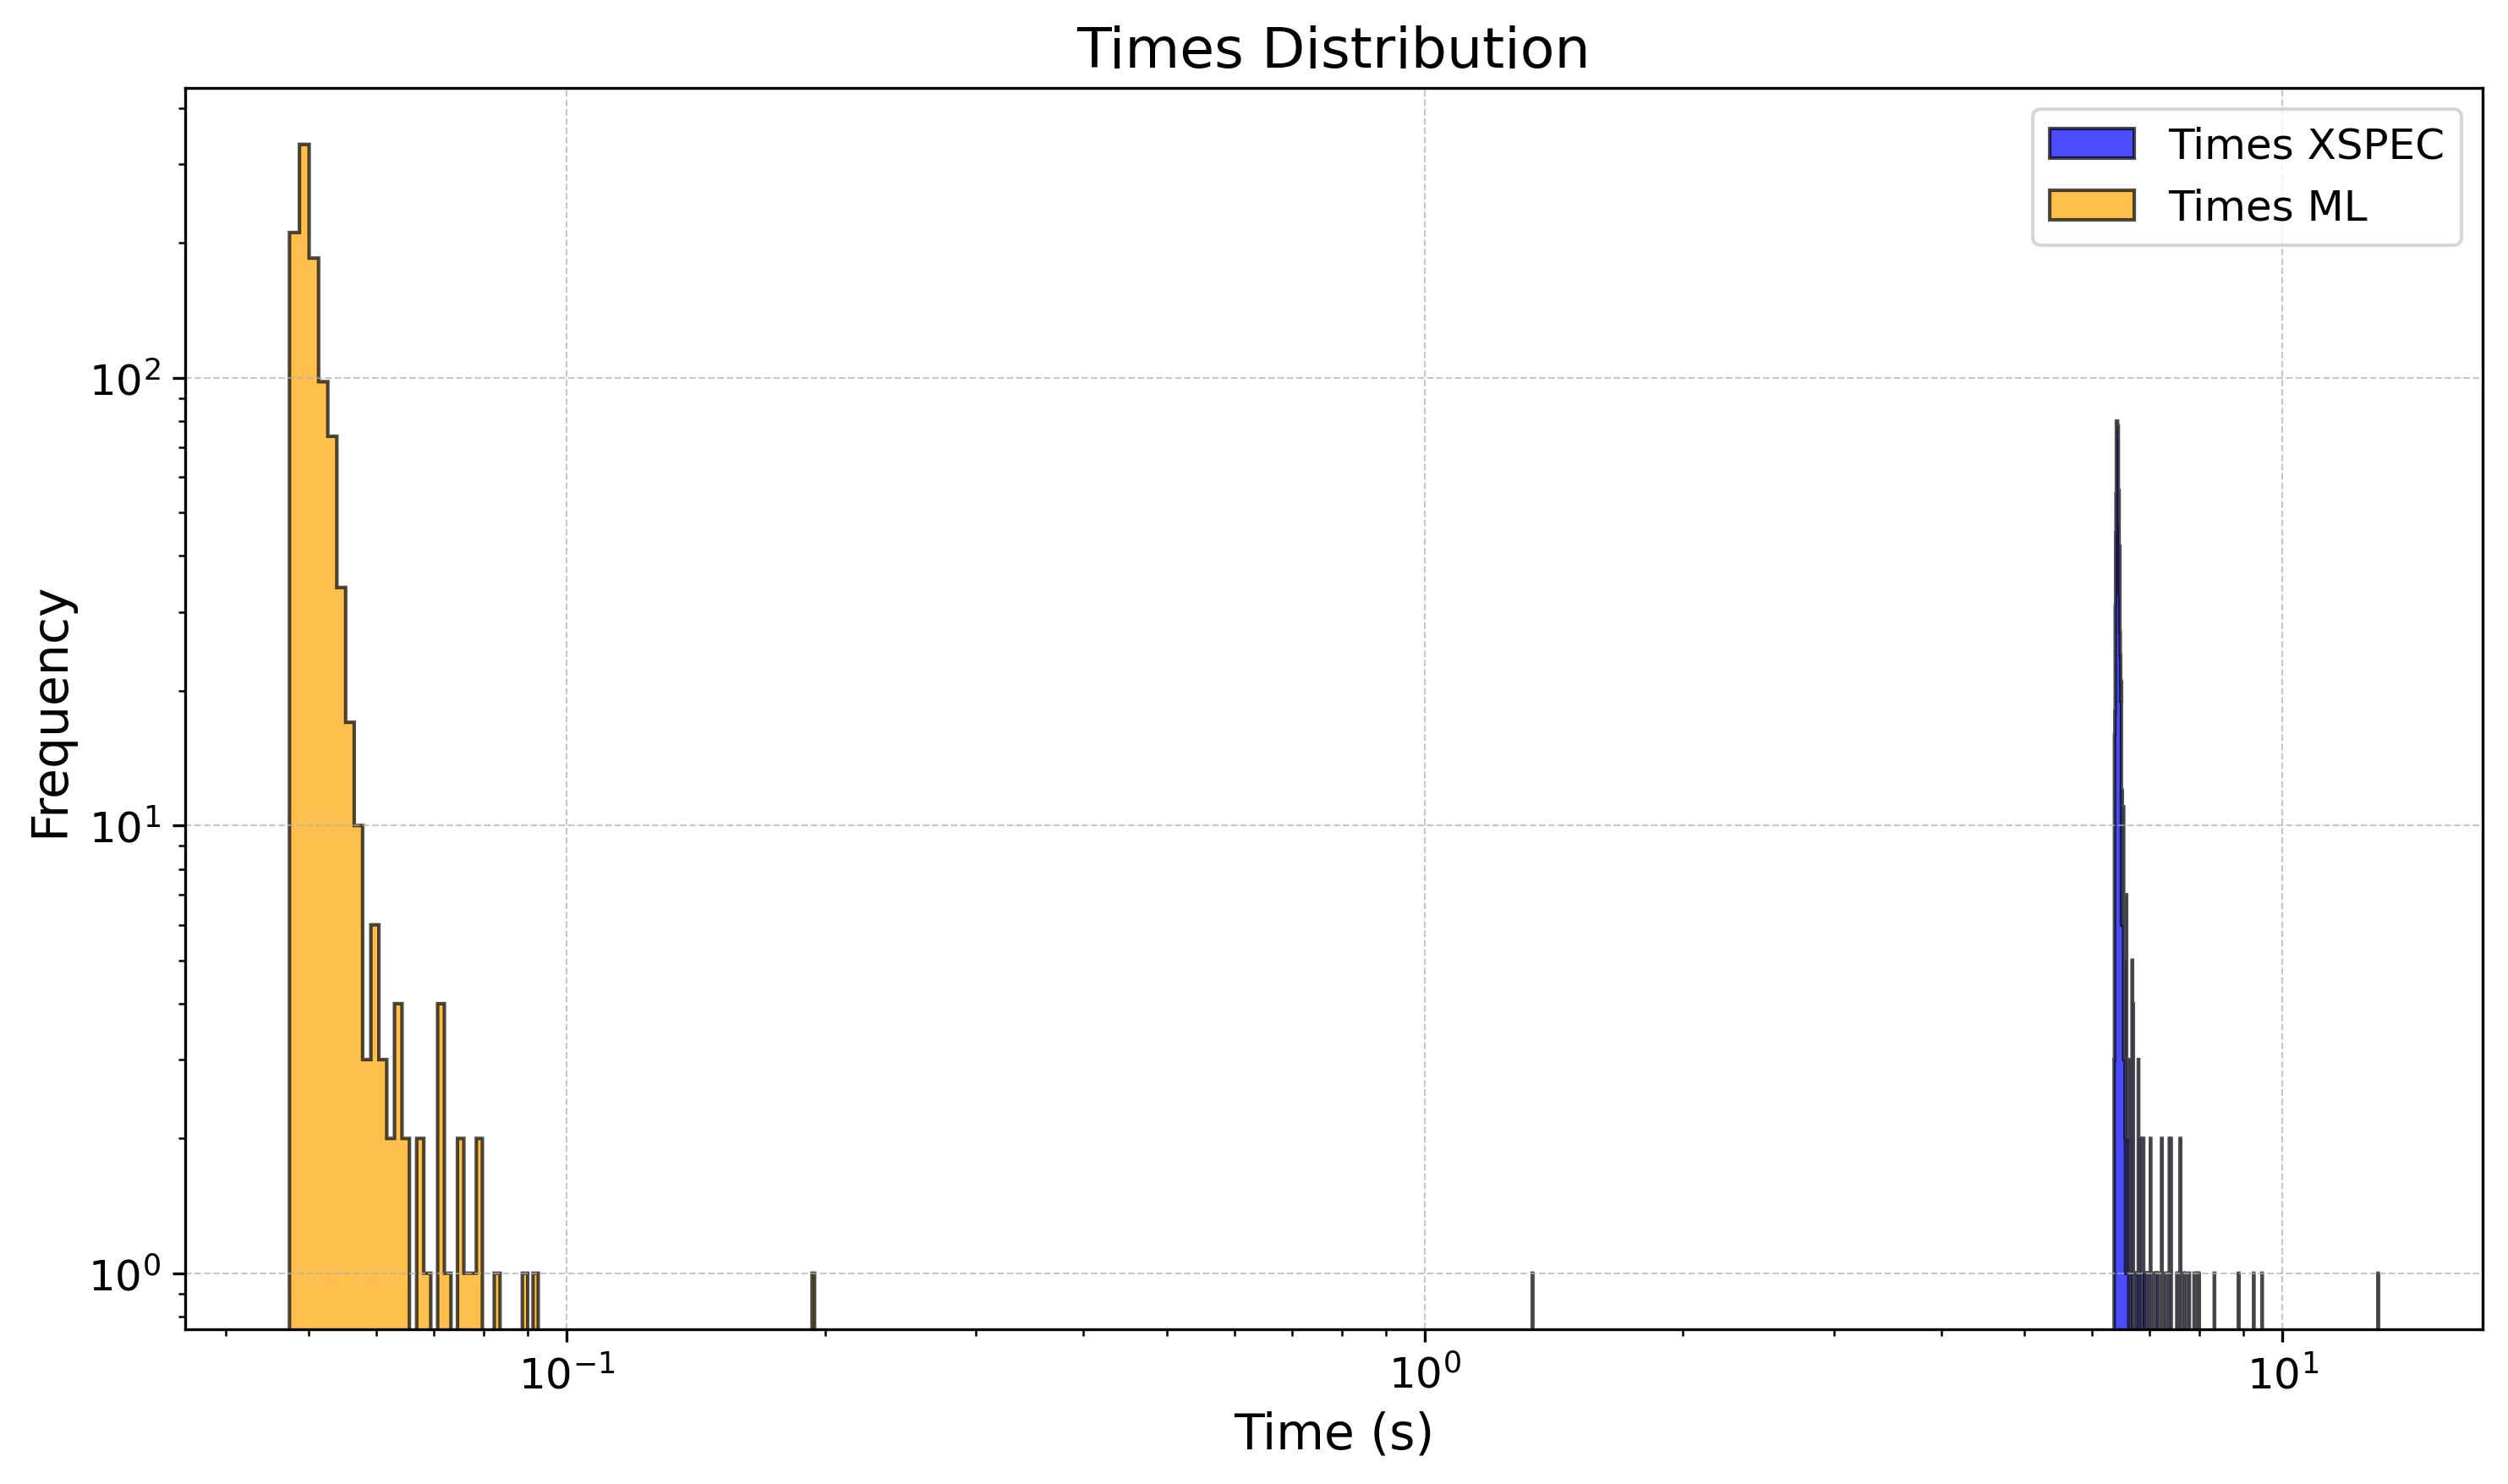 Times Distribution
Times XSPEC
Times ML
Frequency
10²
10¹
10⁰
10⁻¹
10⁰
10¹
Time (s)